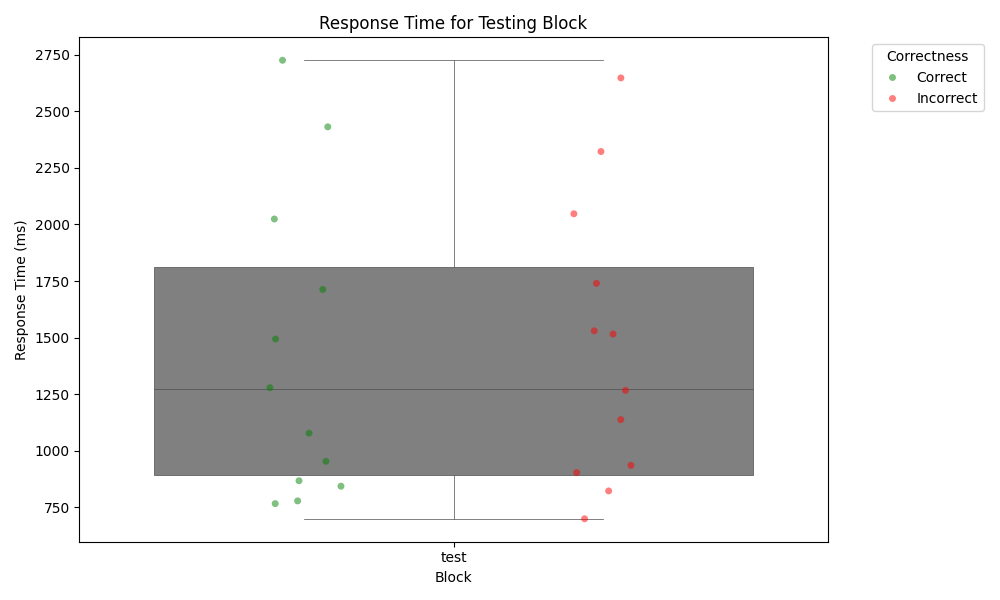 Response Time for Testing Block
Correctness
Correct
Incorrect
Response Time (ms)
2750
2500
2250
2000
1750
1500
1250
1000
750
test
Block